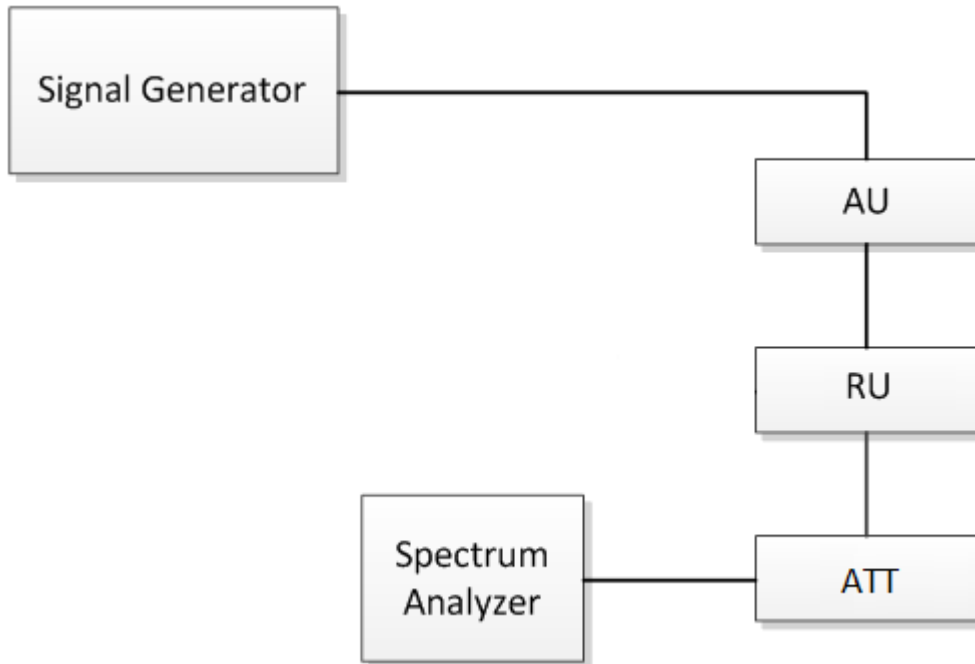 Signal Generator
AU
RU
Spectrum
Analyzer
ATT